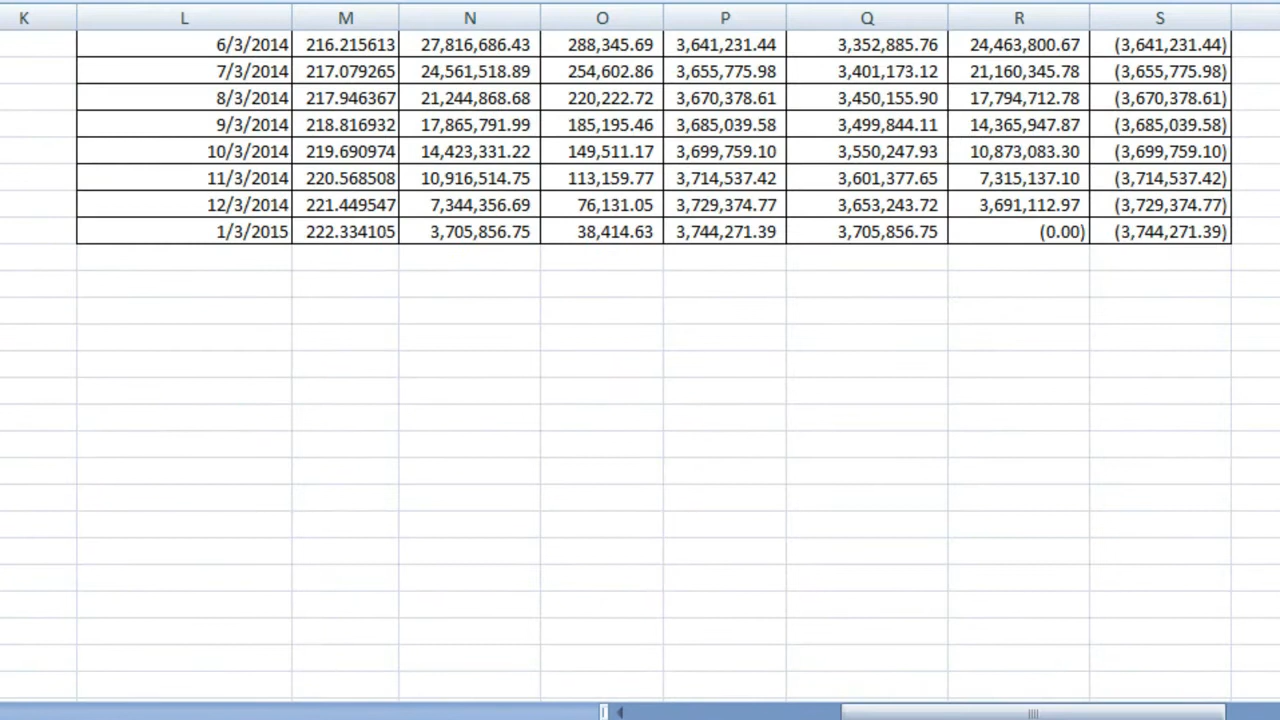 K L M N O P Q R S
6/3/2014 216.215613 27,816,686.43 288,345.69 3,641,231.44 3,352,885.76 24,463,800.67 (3,641,231.44)
7/3/2014 217.079265 24,561,518.89 254,602.86 3,655,775.98 3,401,173.12 21,160,345.78 (3,655,775.98)
8/3/2014 217.946367 21,244,868.68 220,222.72 3,670,378.61 3,450,155.90 17,794,712.78 (3,670,378.61)
9/3/2014 218.816932 17,865,791.99 185,195.46 3,685,039.58 3,499,844.11 14,365,947.87 (3,685,039.58)
10/3/2014 219.690974 14,423,331.22 149,511.17 3,699,759.10 3,550,247.93 10,873,083.30 (3,699,759.10)
11/3/2014 220.568508 10,916,514.75 113,159.77 3,714,537.42 3,601,377.65 7,315,137.10 (3,714,537.42)
12/3/2014 221.449547 7,344,356.69 76,131.05 3,729,374.77 3,653,243.72 3,691,112.97 (3,729,374.77)
1/3/2015 222.334105 3,705,856.75 38,414.63 3,744,271.39 3,705,856.75 (0.00) (3,744,271.39)